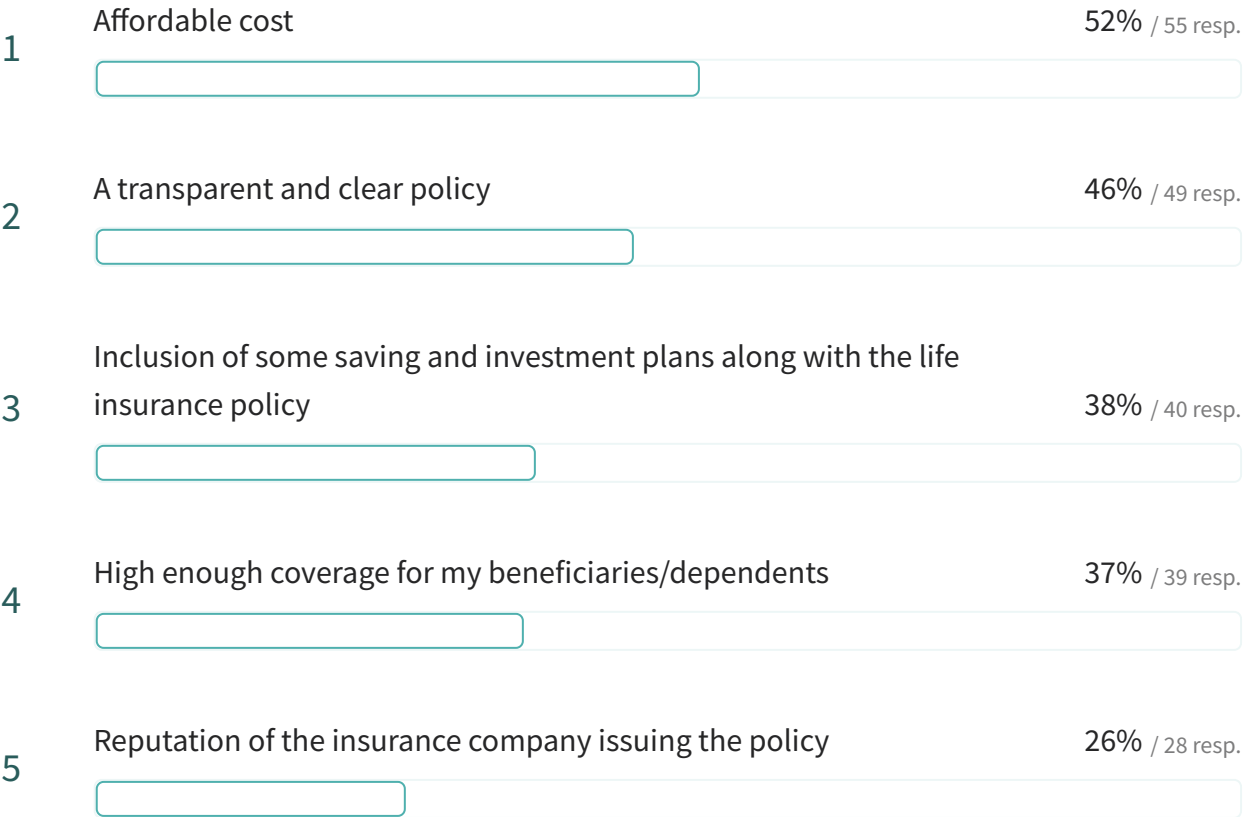 1
Affordable cost
52% / 55 resp.
2
A transparent and clear policy
46% / 49 resp.
3
Inclusion of some saving and investment plans along with the life
insurance policy
38% / 40 resp.
4
High enough coverage for my beneficiaries/dependents
37% / 39 resp.
5
Reputation of the insurance company issuing the policy
26% / 28 resp.